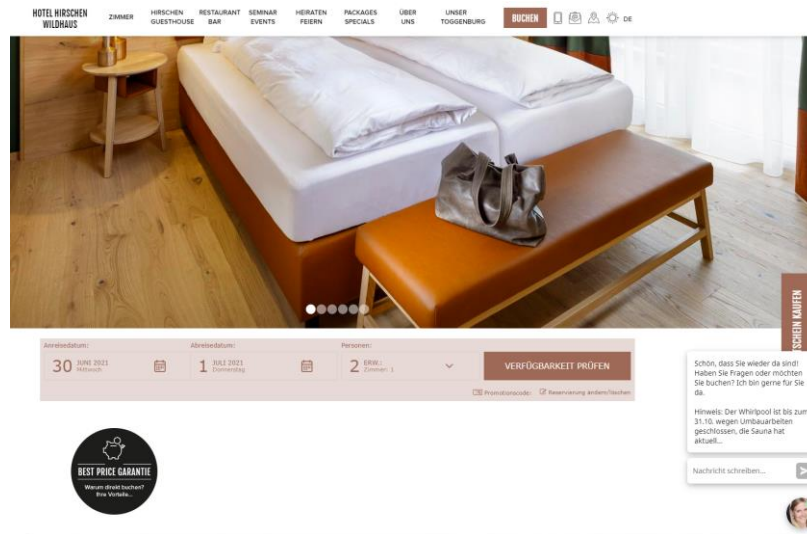 HOTEL HIRSCHEN
WILDHAUS
ZIMMER
HIRSCHEN
GUESTHOUSE
RESTAURANT
BAR
SEMINAR
EVENTS
HEIRATEN
FEIERN
PACKAGES
SPECIALS
ÜBER
UNS
UNSER
TOGGENBURG
BUCHEN
DE
TSCHEIN KAUFEN
Anreisedatum:
Abreisedatum:
Personen:
30 JUNI 2021
Mittwoch
1 JULI 2021
Donnerstag
2 ERW.:
Zimmer: 1
VERFÜGBARKEIT PRÜFEN
Promotionscode:
Reservierung ändern/löschen
Schön, dass Sie wieder da sind!
Haben Sie Fragen oder möchten
Sie buchen? Ich bin gerne für Sie
da.
Hinweis: Der Whirlpool ist bis zum
31.10. wegen Umbauarbeiten
geschlossen, die Sauna hat
aktuell...
Nachricht schreiben...
BEST PRICE GARANTIE
Warum direkt buchen?
Ihre Vorteile...